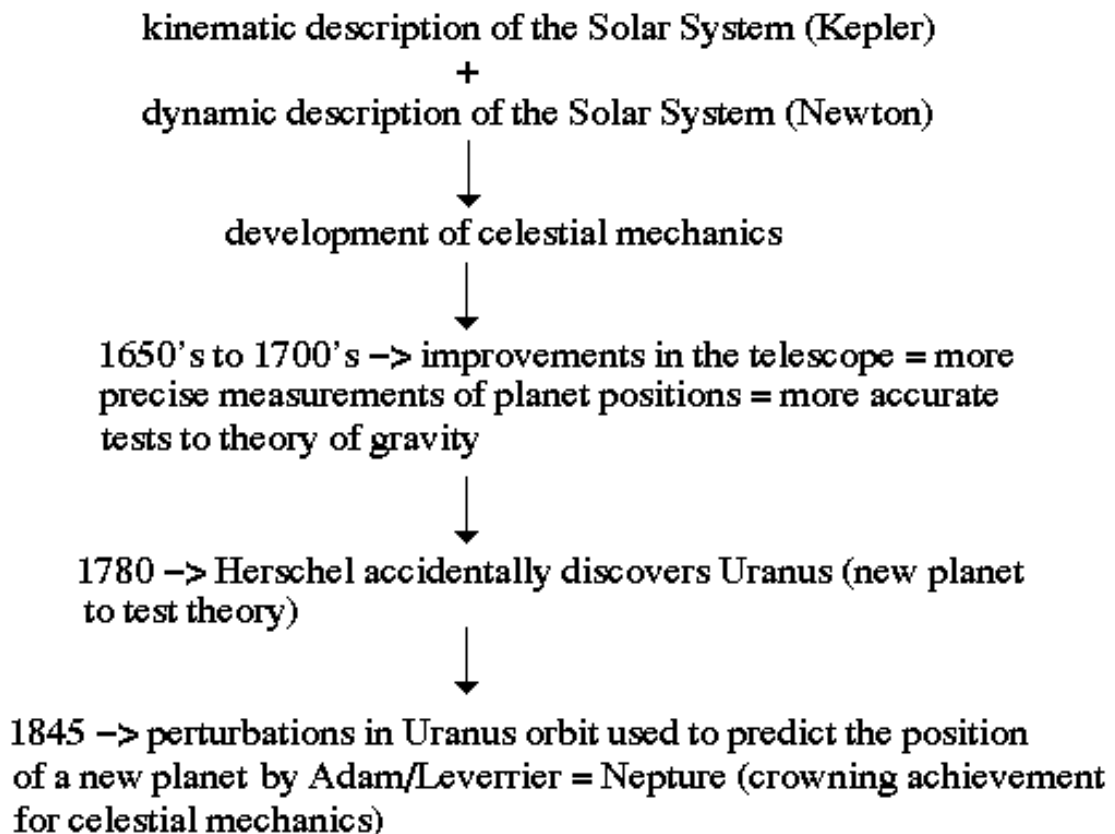 kinematic description of the Solar System (Kepler)
+
dynamic description of the Solar System (Newton)
development of celestial mechanics
1650's to 1700's −> improvements in the telescope = more
precise measurements of planet positions = more accurate
tests to theory of gravity
1780 −> Herschel accidentally discovers Uranus (new planet
to test theory)
1845 −> perturbations in Uranus orbit used to predict the position
of a new planet by Adam/Leverrier = Nepture (crowning achievement
for celestial mechanics)